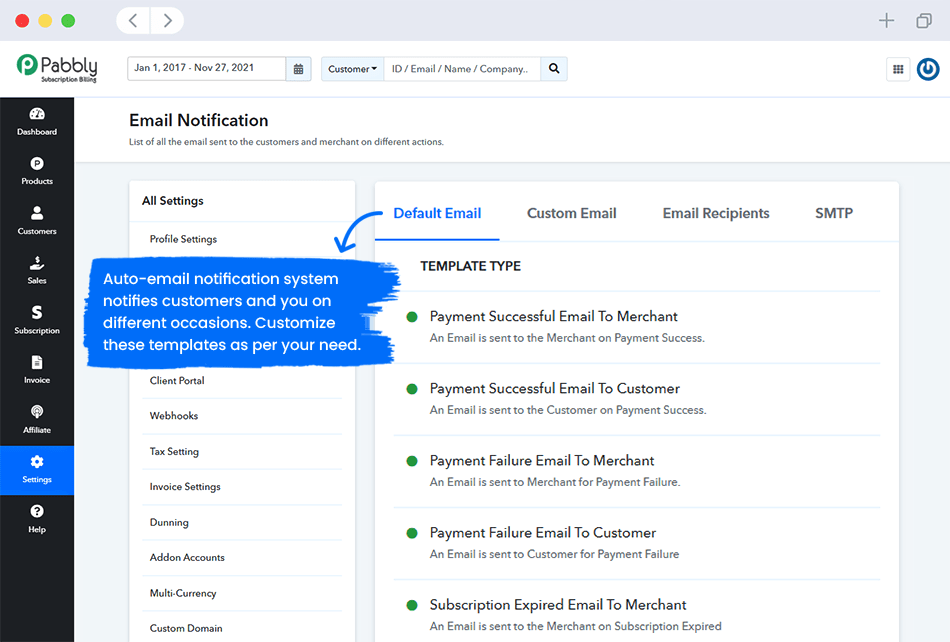 Pabbly
Subscription Billing
Jan 1, 2017 - Nov 27, 2021
Customer
ID / Email / Name / Company..
Dashboard
Products
Customers
Sales
Subscription
Invoice
Affiliate
Settings
Help
Email Notification
List of all the email sent to the customers and merchant on different actions.
All Settings
Profile Settings
Auto-email notification system
notifies customers and you on
different occasions. Customize
these templates as per your need.
Client Portal
Webhooks
Tax Setting
Invoice Settings
Dunning
Addon Accounts
Multi-Currency
Custom Domain
Default Email
Custom Email
Email Recipients
SMTP
TEMPLATE TYPE
Payment Successful Email To Merchant
An Email is sent to the Merchant on Payment Success.
Payment Successful Email To Customer
An Email is sent to the Customer on Payment Success.
Payment Failure Email To Merchant
An Email is sent to Merchant for Payment Failure.
Payment Failure Email To Customer
An Email is sent to Customer for Payment Failure
Subscription Expired Email To Merchant
An Email is sent to the Merchant on Subscription Expired